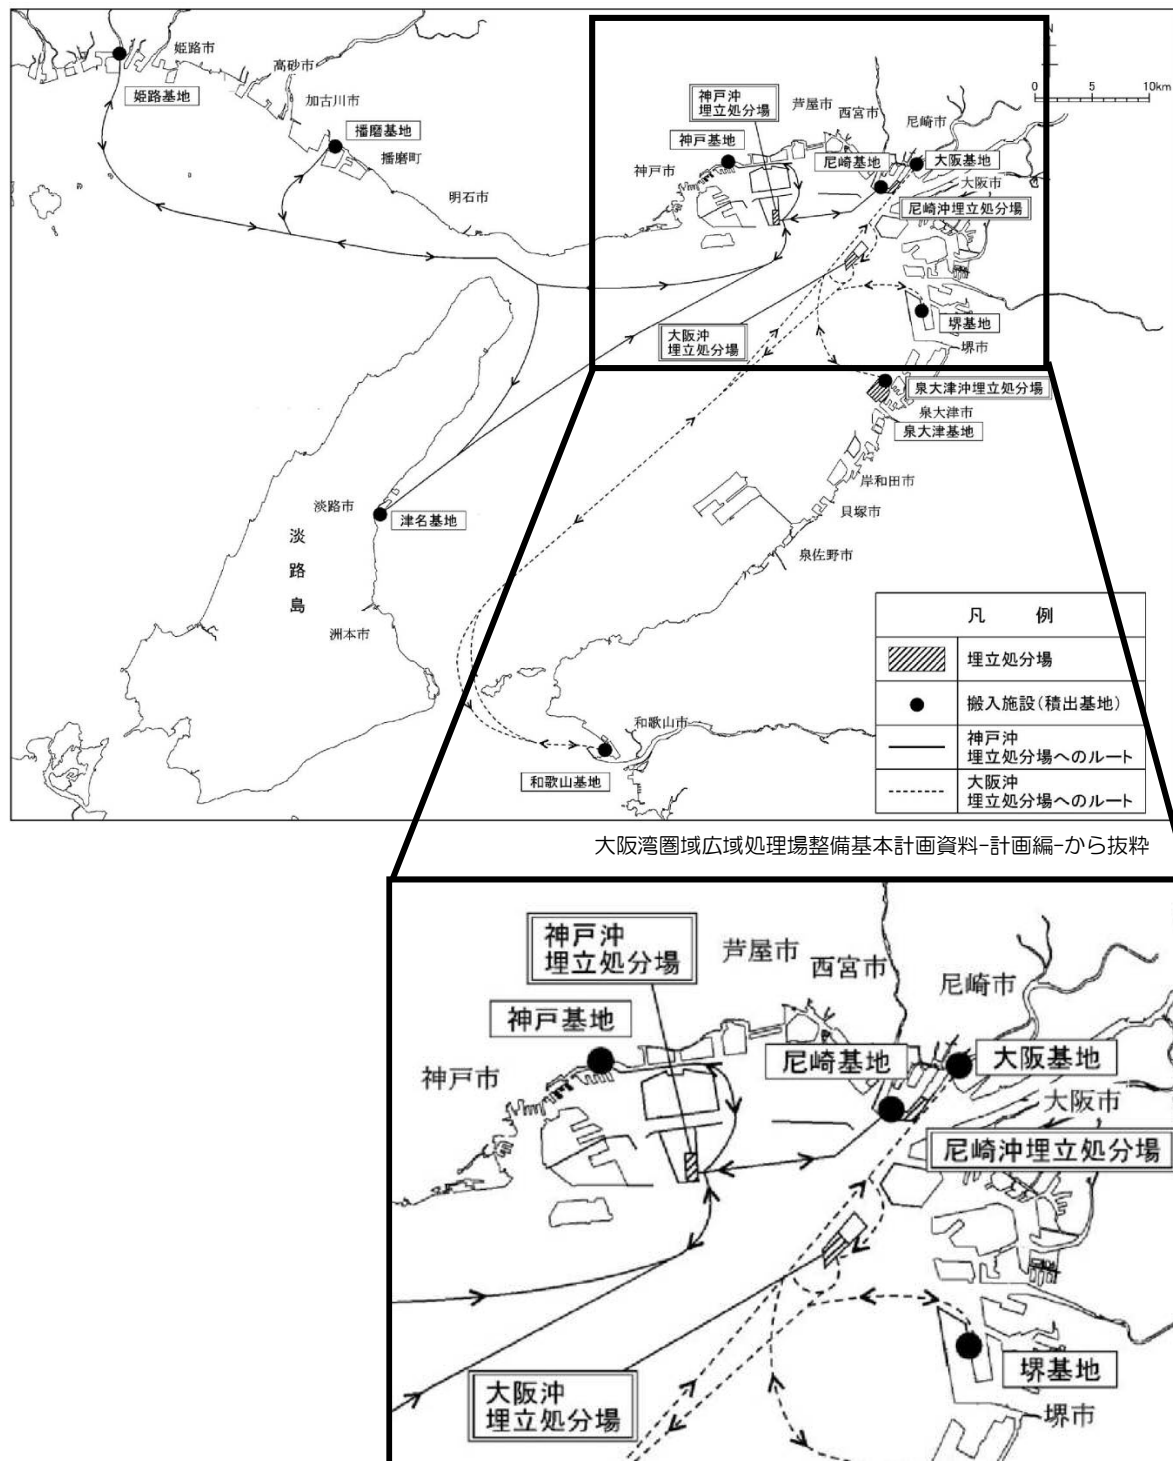 姫路市
高砂市
姫路基地
加古川市
播磨基地
播磨町
明石市
神戸沖
埋立処分場
芦屋市
西宮市
尼崎市
N
0 5 10km
神戸基地
神戸市
尼崎基地
大阪基地
大阪市
尼崎沖埋立処分場
堺基地
大阪沖
埋立処分場
堺市
泉大津沖埋立処分場
泉大津市
泉大津基地
岸和田市
貝塚市
泉佐野市
淡路市
津名基地
淡路島
洲本市
和歌山市
和歌山基地
凡 例
埋立処分場
搬入施設(積出基地)
神戸沖
埋立処分場へのルート
大阪沖
埋立処分場へのルート
大阪湾圏域広域処理場整備基本計画資料-計画編-から抜粋
神戸沖
埋立処分場
芦屋市
西宮市
尼崎市
神戸基地
神戸市
尼崎基地
大阪基地
大阪市
尼崎沖埋立処分場
大阪沖
埋立処分場
堺基地
堺市